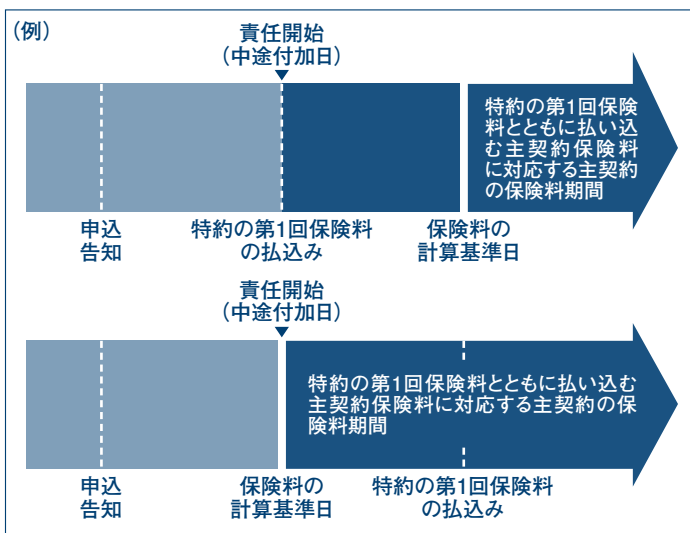 (例)
責任開始
(中途付加日)
特約の第1回保険
料とともに払い込
む主契約保険料
に対応する主契約
の保険料期間
申込
告知
特約の第1回保険料
の払込み
保険料の
計算基準日
責任開始
(中途付加日)
特約の第1回保険料とともに払い込む
主契約保険料に対応する主契約の保
険料期間
申込
告知
保険料の
計算基準日
特約の第1回保険料
の払込み